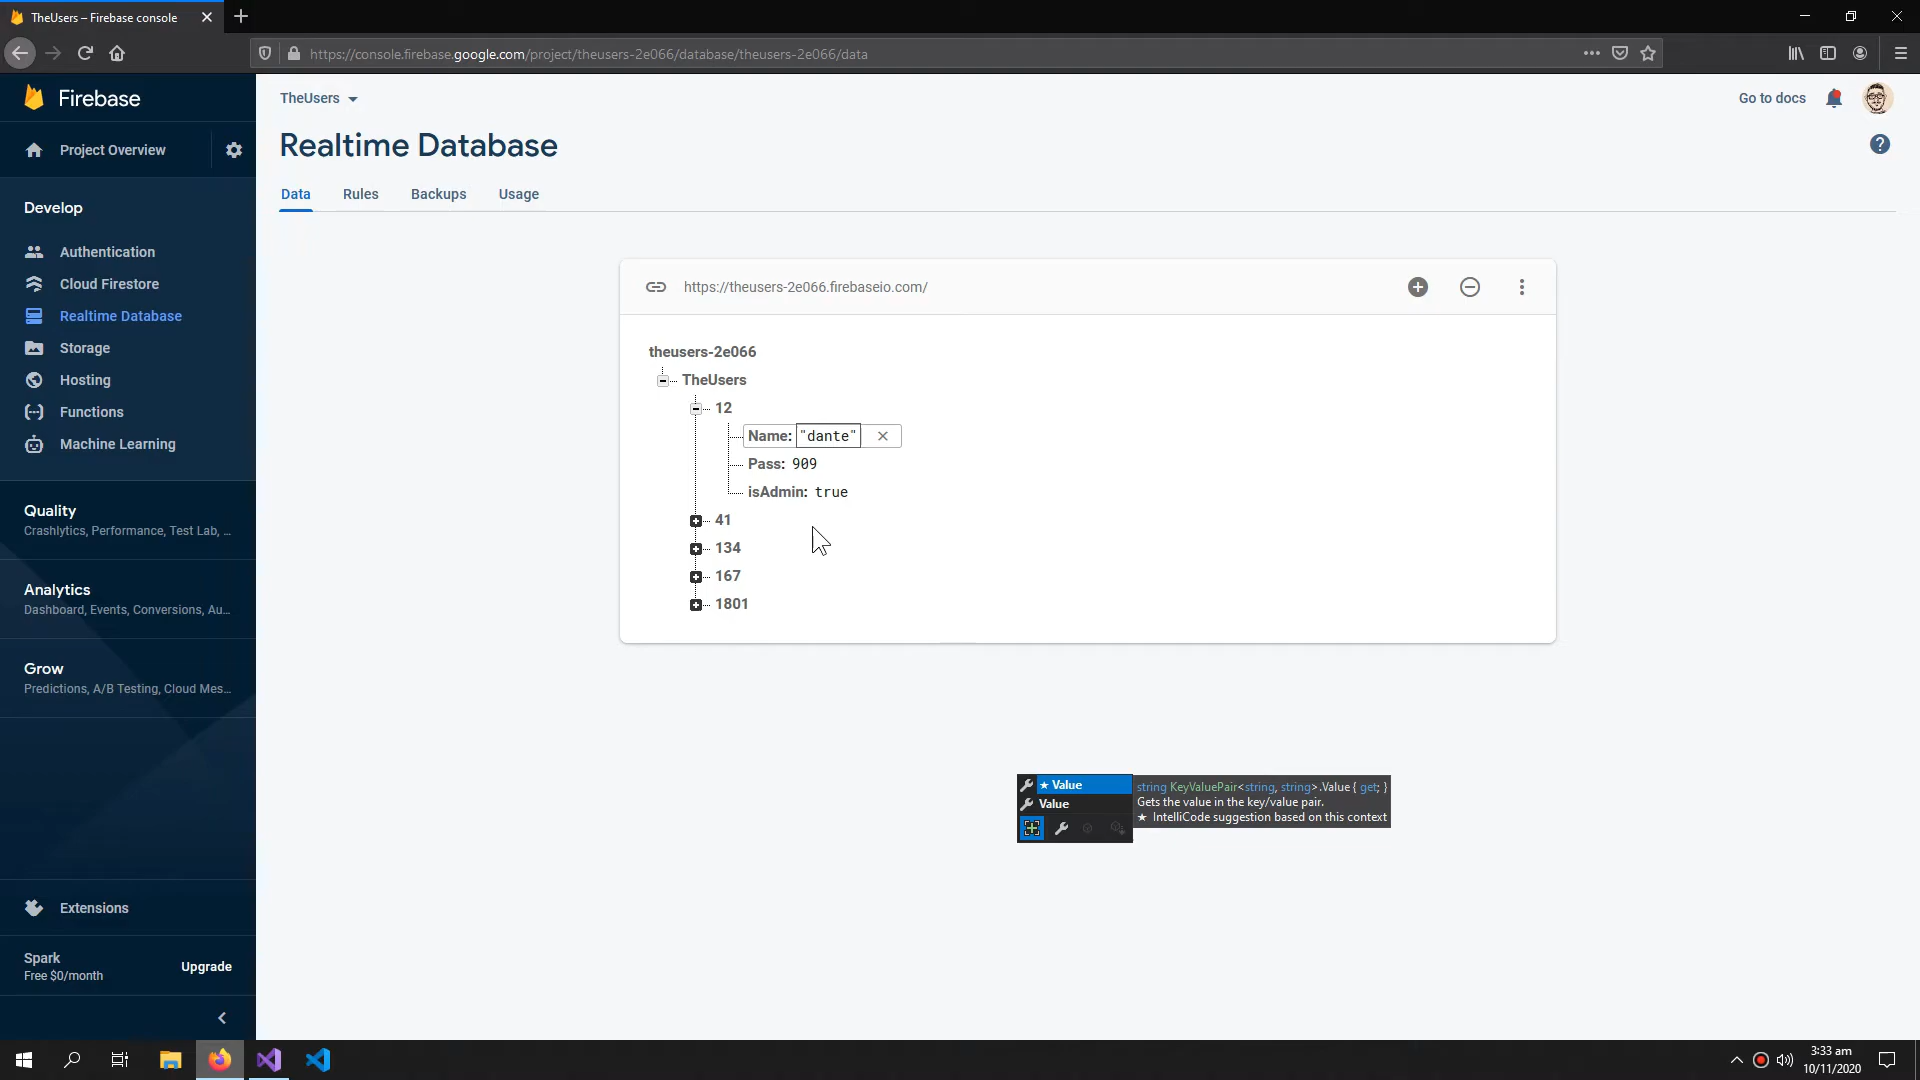 TheUsers – Firebase console
https://console.firebase.google.com/project/theusers-2e066/database/theusers-2e066/data
Firebase
Project Overview
Develop
Authentication
Cloud Firestore
Realtime Database
Storage
Hosting
Functions
Machine Learning
Quality
Crashlytics, Performance, Test Lab, ...
Analytics
Dashboard, Events, Conversions, Au...
Grow
Predictions, A/B Testing, Cloud Mes...
Extensions
Spark
Free $0/month
Upgrade
TheUsers
Go to docs
Realtime Database
Data Rules Backups Usage
https://theusers-2e066.firebaseio.com/
theusers-2e066
TheUsers
12
Name: "dante"
Pass: 909
isAdmin: true
41
134
167
1801
★ Value
Value
string KeyValuePair<string, string>.Value { get; }
Gets the value in the key/value pair.
★ IntelliCode suggestion based on this context
3:33 am
10/11/2020